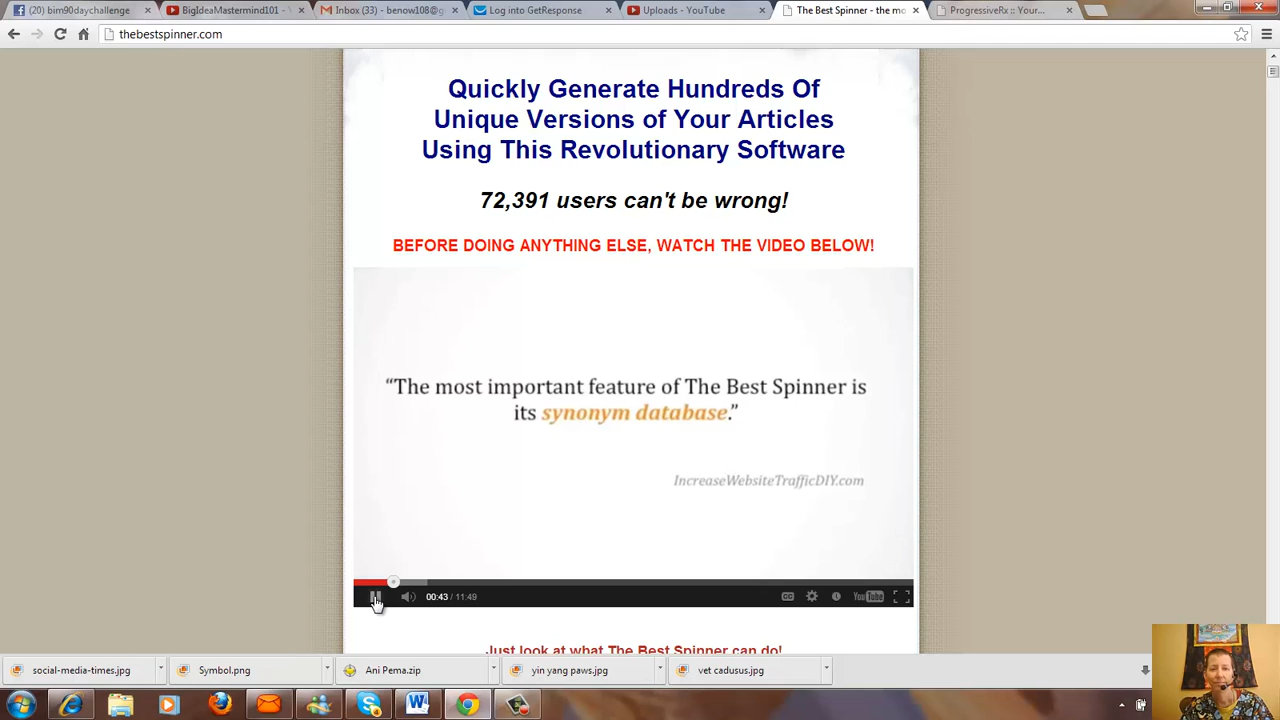 (20) bim90daychallenge
BigIdeaMastermind101 -
Inbox (33) - benow108@g
Log into GetResponse
Uploads - YouTube
The Best Spinner - the mo
ProgressiveRx :: Your...
thebestspinner.com
Quickly Generate Hundreds Of
Unique Versions of Your Articles
Using This Revolutionary Software
72,391 users can't be wrong!
BEFORE DOING ANYTHING ELSE, WATCH THE VIDEO BELOW!
“The most important feature of The Best Spinner is
its synonym database.”
IncreaseWebsiteTrafficDIY.com
00:43 / 11:49
CC
YouTube
Just look at what The Best Spinner can do!
social-media-times.jpg
Symbol.png
Ani Pema.zip
yin yang paws.jpg
vet cadusus.jpg